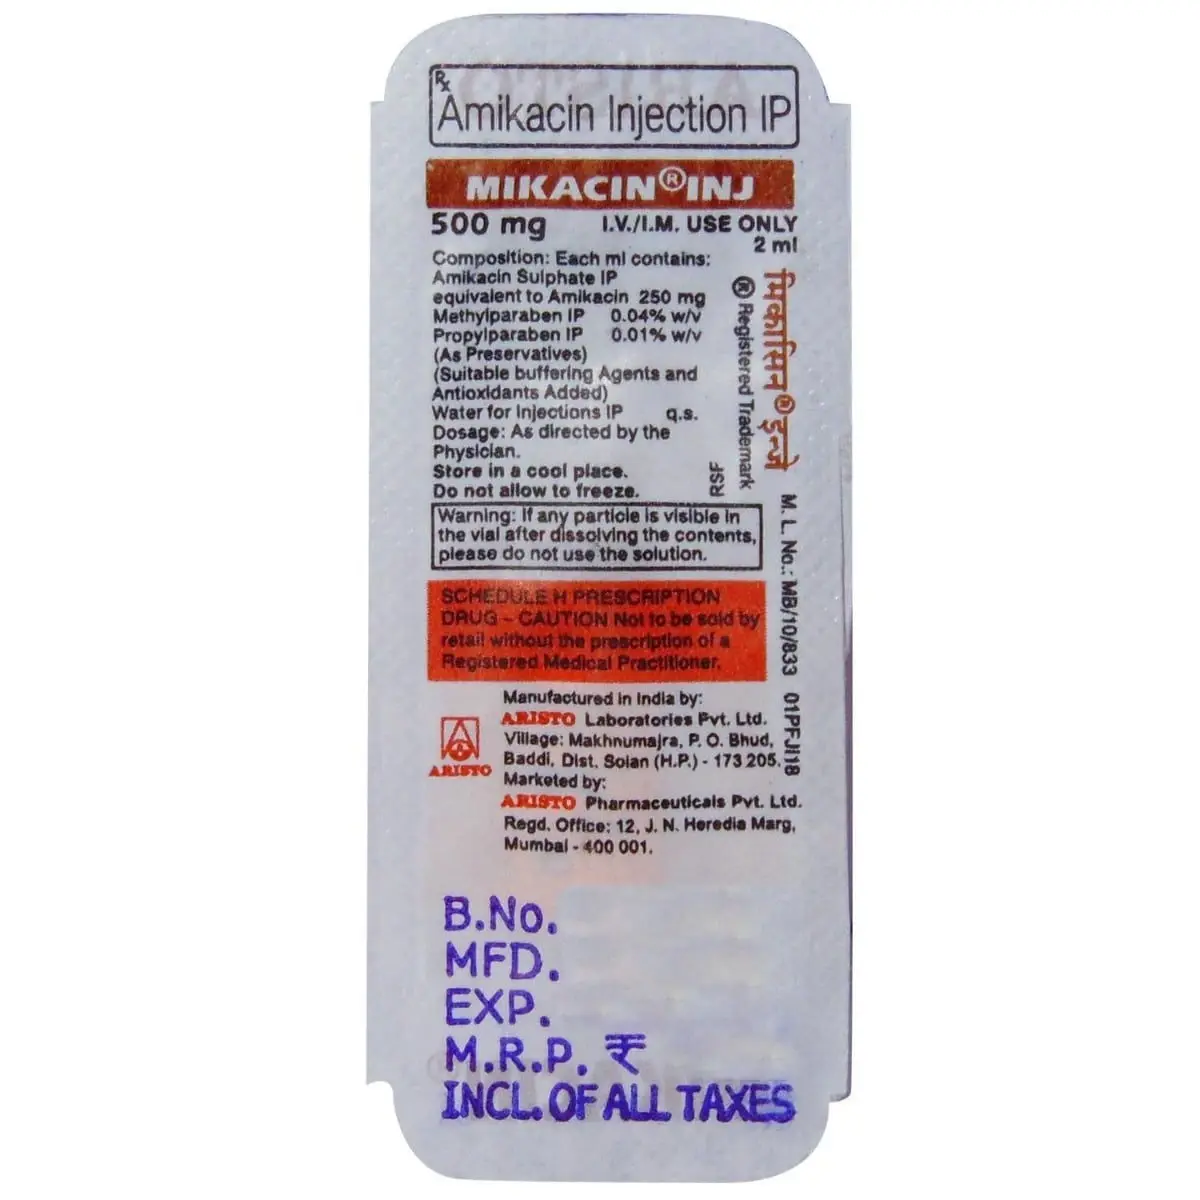 Rx
Amikacin Injection IP
MIKACIN® INJ
500 mg I.V./I.M. USE ONLY
2 ml
Composition: Each ml contains:
Amikacin Sulphate IP
equivalent to Amikacin 250 mg
Methylparaben IP 0.04% w/v
Propylparaben IP 0.01% w/v
(As Preservatives)
(Suitable buffering Agents and
Antioxidants Added)
Water for Injections IP q.s.
Dosage: As directed by the
Physician.
Store in a cool place.
Do not allow to freeze.
RSF
® Registered Trademark
मिकासिन® इन्जे
Warning: If any particle is visible in
the vial after dissolving the contents,
please do not use the solution.
SCHEDULE H PRESCRIPTION
DRUG – CAUTION Not to be sold by
retail without the prescription of a
Registered Medical Practitioner.
M. L. No.: MB/10/833 01PFJI18
ARISTO
Manufactured in India by:
ARISTO Laboratories Pvt. Ltd.
Village: Makhnumajra, P. O. Bhud,
Baddi, Dist. Solan (H.P.) - 173 205.
Marketed by:
ARISTO Pharmaceuticals Pvt. Ltd.
Regd. Office: 12, J. N. Heredia Marg,
Mumbai - 400 001.
B.No.
MFD.
EXP.
M.R.P. ₹
INCL. OF ALL TAXES